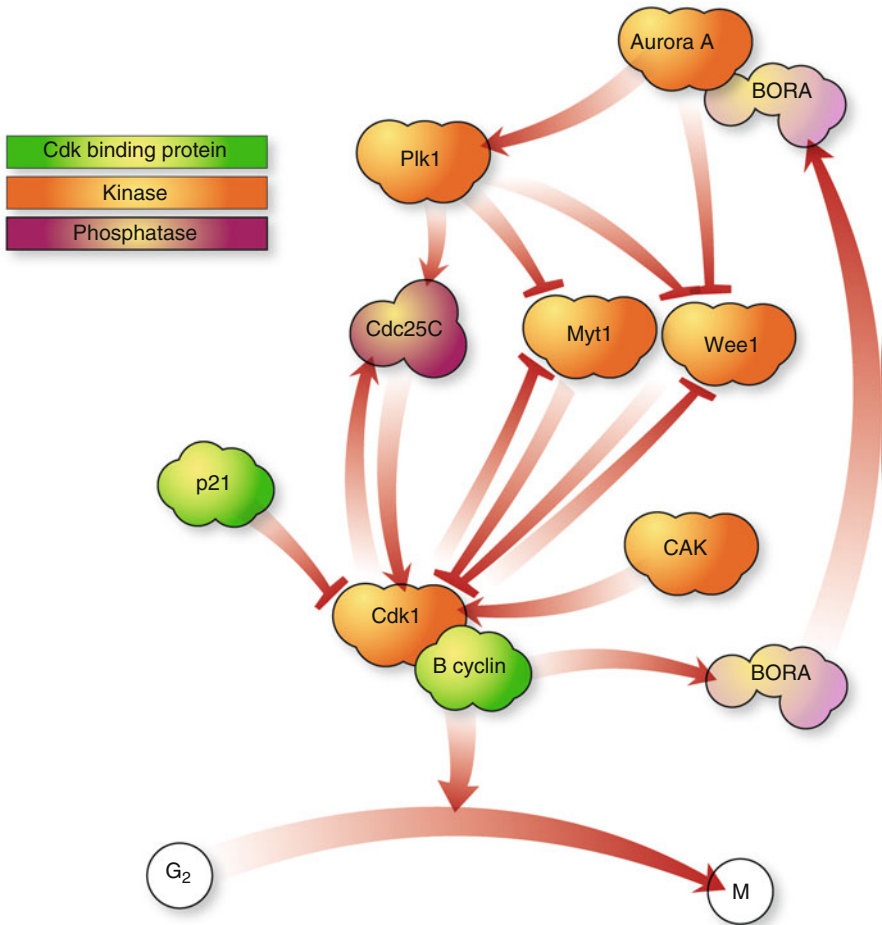 Aurora A
BORA
Cdk binding protein
Plk1
Kinase
Phosphatase
Cdc25C
Myt1
Wee1
p21
CAK
Cdk1
B cyclin
BORA
G₂
M